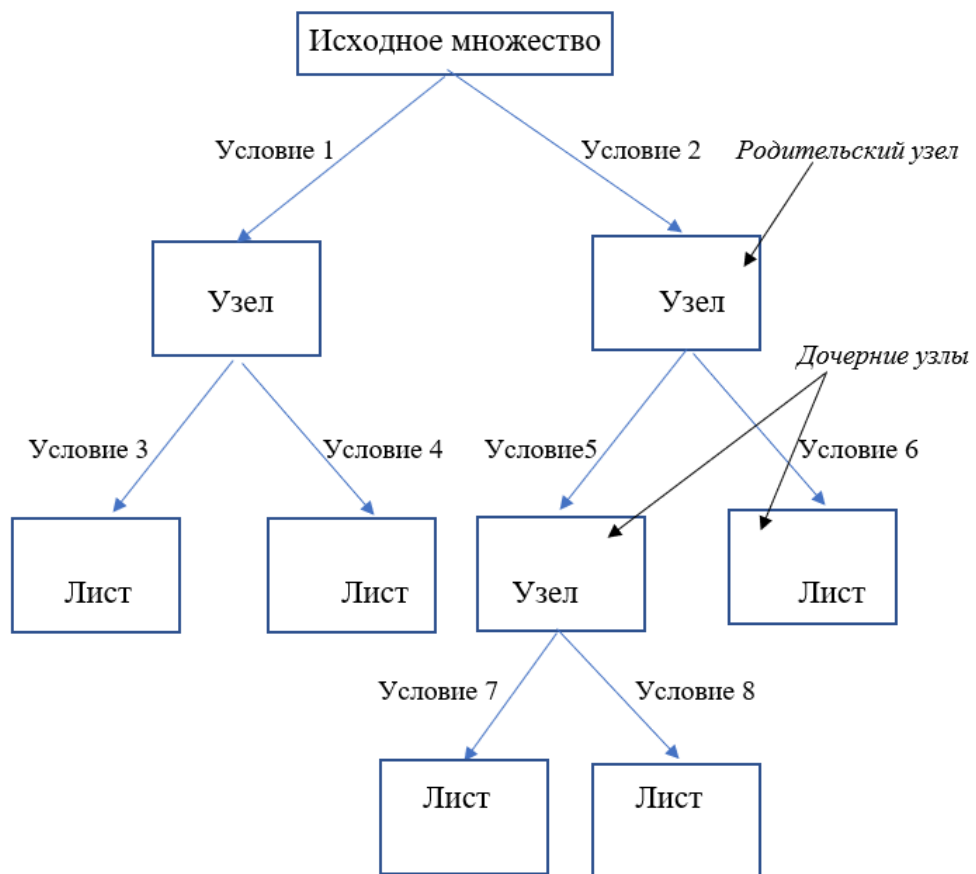 Исходное множество
Условие 1
Условие 2
Родительский узел
Узел
Узел
Дочерние узлы
Условие 3
Условие 4
Условие5
Условие 6
Лист
Лист
Узел
Лист
Условие 7
Условие 8
Лист
Лист